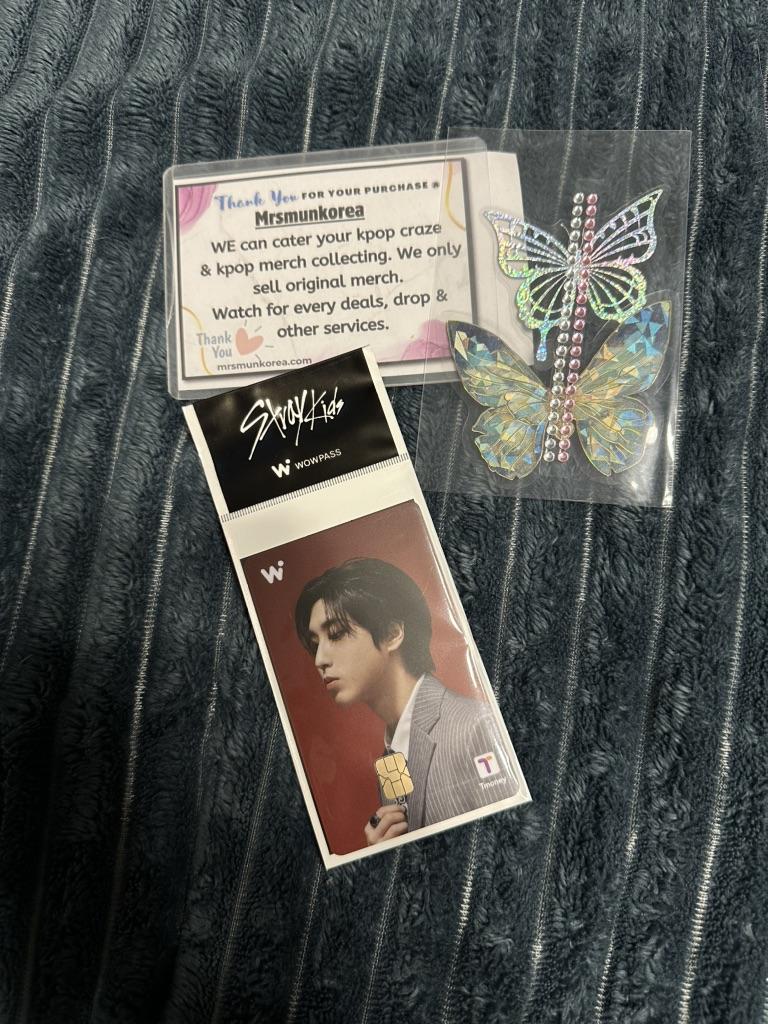 Thank You FOR YOUR PURCHASE
Mrsmunkorea
WE can cater your kpop craze
& kpop merch collecting. We only
sell original merch.
Watch for every deals, drop &
other services.
Thank
You
mrsmunkorea.com
Stray Kids
WOWPASS
Tmoney